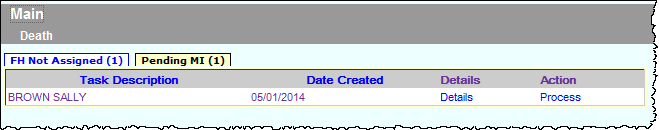 Main
Death
FH Not Assigned (1) Pending MI (1)
Task Description Date Created Details Action
BROWN SALLY 05/01/2014 Details Process